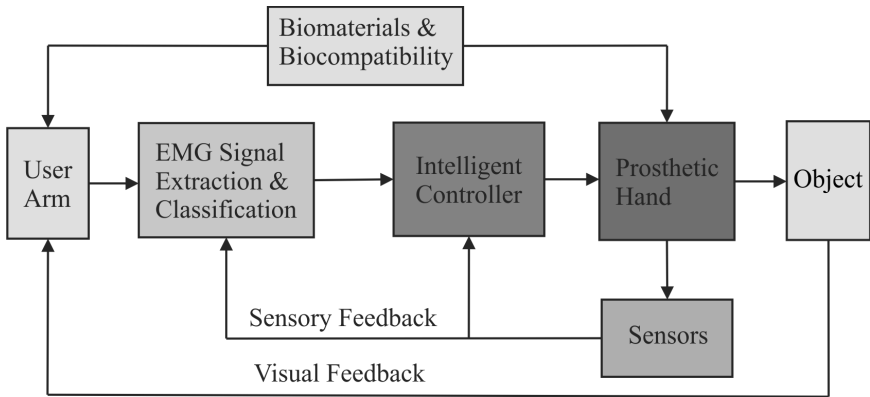 Biomaterials &
Biocompatibility
User
Arm
EMG Signal
Extraction &
Classification
Intelligent
Controller
Prosthetic
Hand
Object
Sensory Feedback
Sensors
Visual Feedback